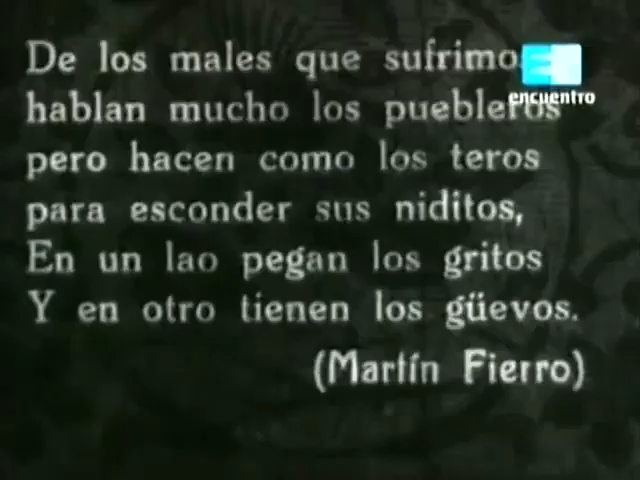 De los males que sufrimo
encuentro
hablan mucho los puebleros
pero hacen como los teros
para esconder sus niditos,
En un lao pegan los gritos
Y en otro tienen los güevos.
(Martín Fierro)